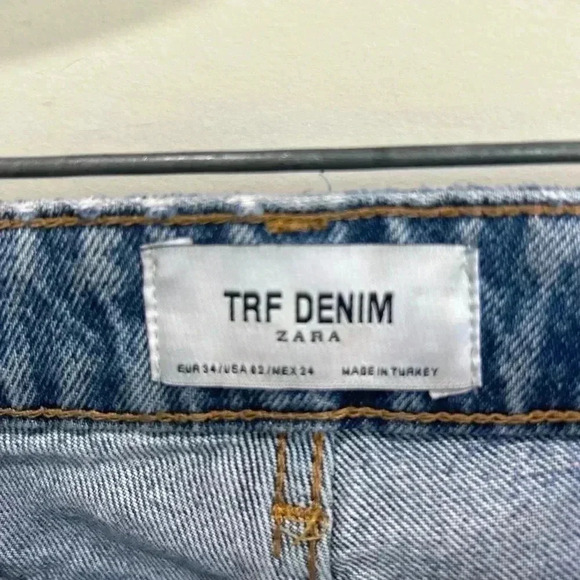 TRF DENIM
ZARA
EUR 34/USA 02/MEX 24 MADE IN TURKEY